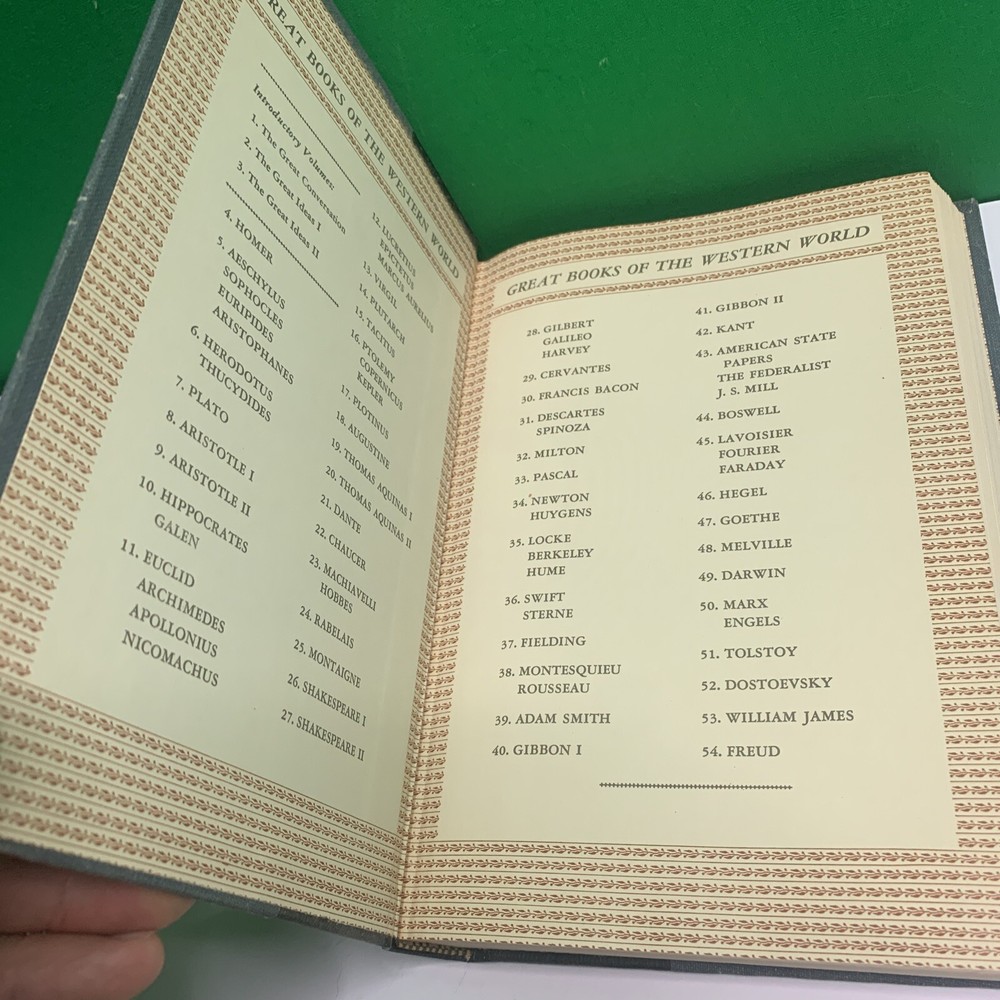 GREAT BOOKS OF THE WESTERN WORLD
Introductory Volumes:
1. The Great Conversation
2. The Great Ideas I
3. The Great Ideas II
4. HOMER
5. AESCHYLUS
SOPHOCLES
EURIPIDES
ARISTOPHANES
6. HERODOTUS
THUCYDIDES
7. PLATO
8. ARISTOTLE I
9. ARISTOTLE II
10. HIPPOCRATES
GALEN
11. EUCLID
ARCHIMEDES
APOLLONIUS
NICOMACHUS
12. LUCRETIUS
EPICTETUS
MARCUS AURELIUS
13. VIRGIL
14. PLUTARCH
15. TACITUS
16. PTOLEMY
COPERNICUS
KEPLER
17. PLOTINUS
18. AUGUSTINE
19. THOMAS AQUINAS I
20. THOMAS AQUINAS II
21. DANTE
22. CHAUCER
23. MACHIAVELLI
HOBBES
24. RABELAIS
25. MONTAIGNE
26. SHAKESPEARE I
27. SHAKESPEARE II
GREAT BOOKS OF THE WESTERN WORLD
28. GILBERT
GALILEO
HARVEY
29. CERVANTES
30. FRANCIS BACON
31. DESCARTES
SPINOZA
32. MILTON
33. PASCAL
34. NEWTON
HUYGENS
35. LOCKE
BERKELEY
HUME
36. SWIFT
STERNE
37. FIELDING
38. MONTESQUIEU
ROUSSEAU
39. ADAM SMITH
40. GIBBON I
41. GIBBON II
42. KANT
43. AMERICAN STATE
PAPERS
THE FEDERALIST
J. S. MILL
44. BOSWELL
45. LAVOISIER
FOURIER
FARADAY
46. HEGEL
47. GOETHE
48. MELVILLE
49. DARWIN
50. MARX
ENGELS
51. TOLSTOY
52. DOSTOEVSKY
53. WILLIAM JAMES
54. FREUD